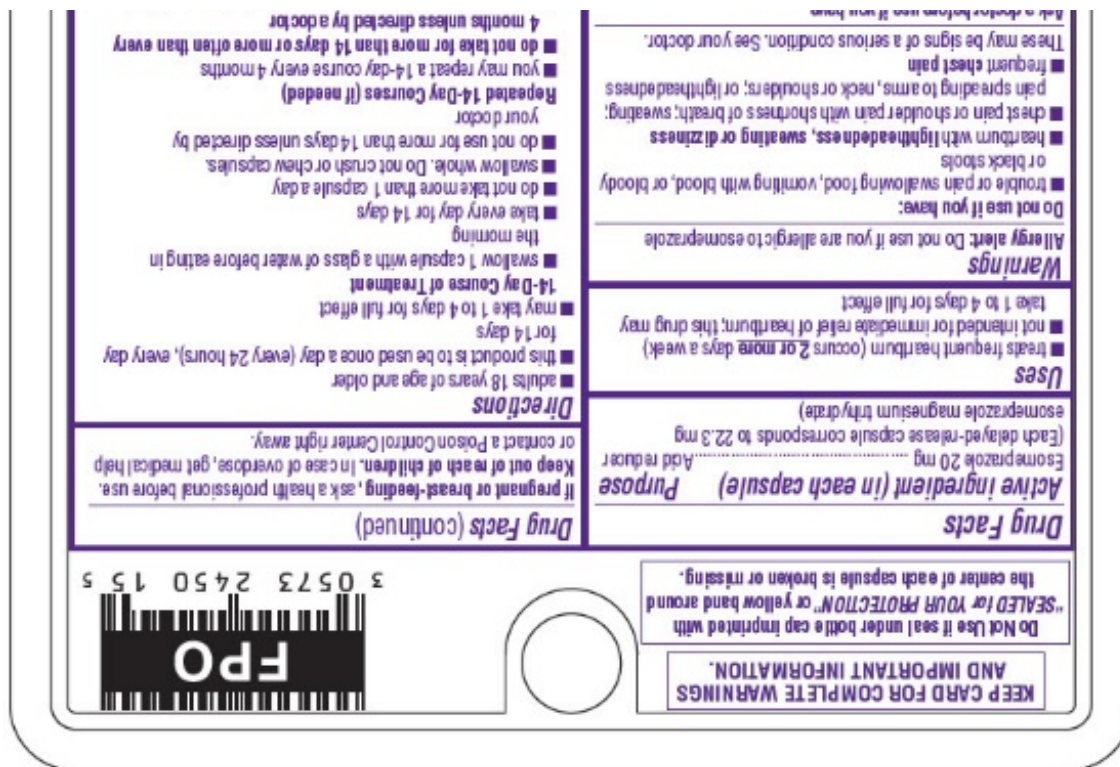 KEEP CARD FOR COMPLETE WARNINGS
AND IMPORTANT INFORMATION.
Do Not Use if seal under bottle cap imprinted with
"SEALED for YOUR PROTECTION" or yellow band around
the center of each capsule is broken or missing.
FPO
3 0573 2450 15 5
Drug Facts
Active ingredient (in each capsule) Purpose
Esomeprazole 20 mg ..................................................Acid reducer
(Each delayed-release capsule corresponds to 22.3 mg
esomeprazole magnesium trihydrate)
Uses
■ treats frequent heartburn (occurs 2 or more days a week)
■ not intended for immediate relief of heartburn; this drug may
take 1 to 4 days for full effect
Warnings
Allergy alert: Do not use if you are allergic to esomeprazole
Do not use if you have:
■ trouble or pain swallowing food, vomiting with blood, or bloody
or black stools
■ heartburn with lightheadedness, sweating or dizziness
■ chest pain or shoulder pain with shortness of breath; sweating;
pain spreading to arms, neck or shoulders; or lightheadedness
■ frequent chest pain
These may be signs of a serious condition. See your doctor.
Ask a doctor before use if you have
Drug Facts (continued)
If pregnant or breast-feeding, ask a health professional before use.
Keep out of reach of children. In case of overdose, get medical help
or contact a Poison Control Center right away.
Directions
■ adults 18 years of age and older
■ this product is to be used once a day (every 24 hours), every day
for 14 days
■ may take 1 to 4 days for full effect
14-Day Course of Treatment
■ swallow 1 capsule with a glass of water before eating in
the morning
■ take every day for 14 days
■ do not take more than 1 capsule a day
■ swallow whole. Do not crush or chew capsules.
■ do not use for more than 14 days unless directed by
your doctor
Repeated 14-Day Courses (if needed)
■ you may repeat a 14-day course every 4 months
■ do not take for more than 14 days or more often than every
4 months unless directed by a doctor